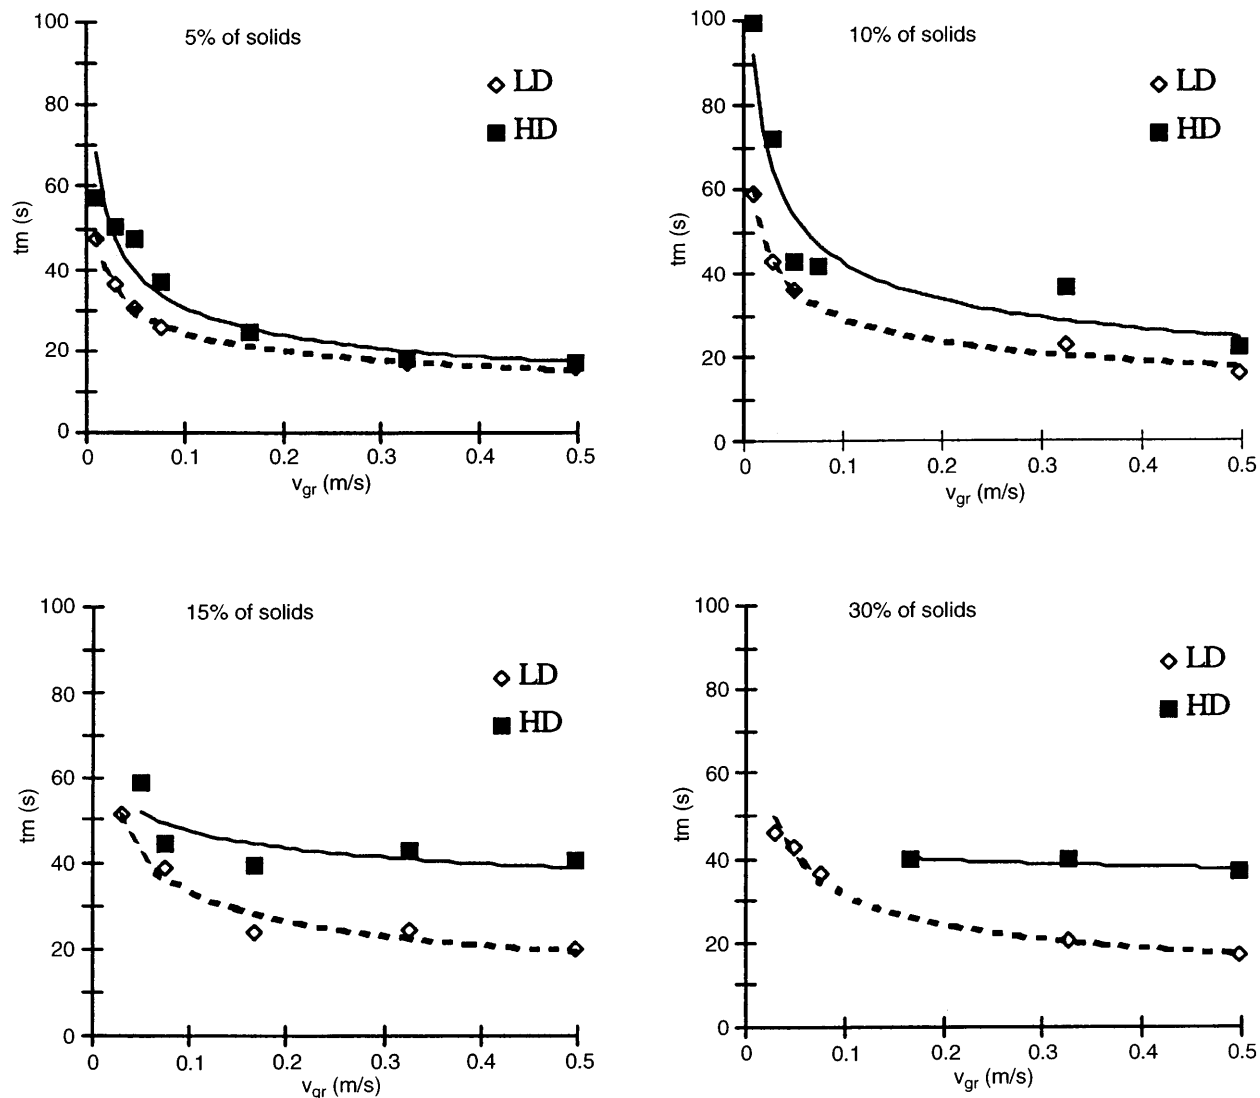 100
5% of solids
LD
80
HD
60
tm (s)
40
20
0
0 0.1 0.2 0.3 0.4 0.5
vgr (m/s)
100
10% of solids
LD
80
HD
60
tm (s)
40
20
0
0 0.1 0.2 0.3 0.4 0.5
vgr (m/s)
100
15% of solids
LD
80
HD
60
tm (s)
40
20
0
0 0.1 0.2 0.3 0.4 0.5
vgr (m/s)
100
30% of solids
LD
80
HD
60
tm (s)
40
20
0
0 0.1 0.2 0.3 0.4 0.5
vgr (m/s)